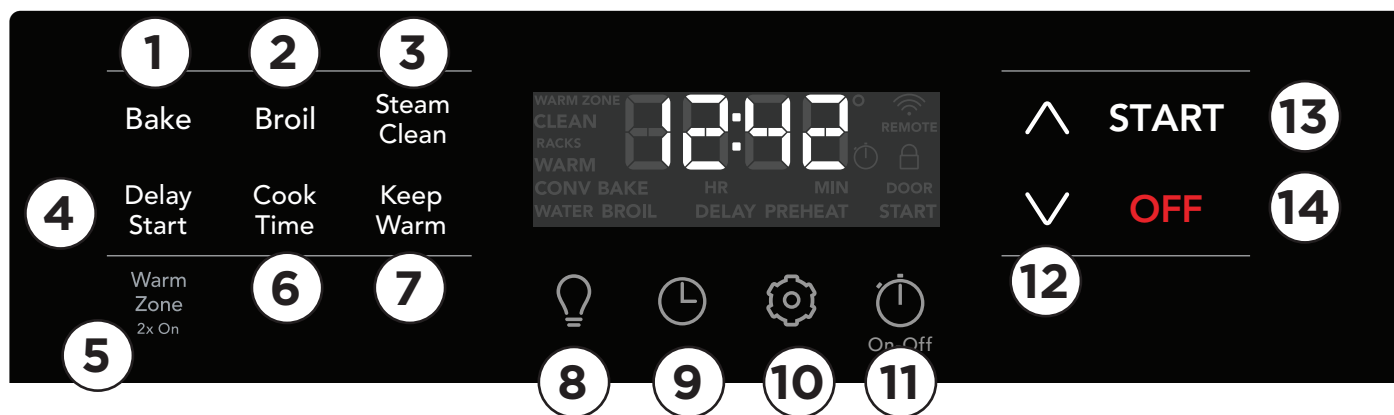 1
2
3
Bake
Broil
Steam
Clean
4
Delay
Start
Cook
Time
Keep
Warm
Warm
Zone
2x On
5
6
7
WARM ZONE
CLEAN
RACKS
WARM
CONV BAKE
WATER BROIL
12:42
°
REMOTE
HR
MIN
DOOR
DELAY PREHEAT
START
8
9
10
On-Off
11
START
13
OFF
14
12